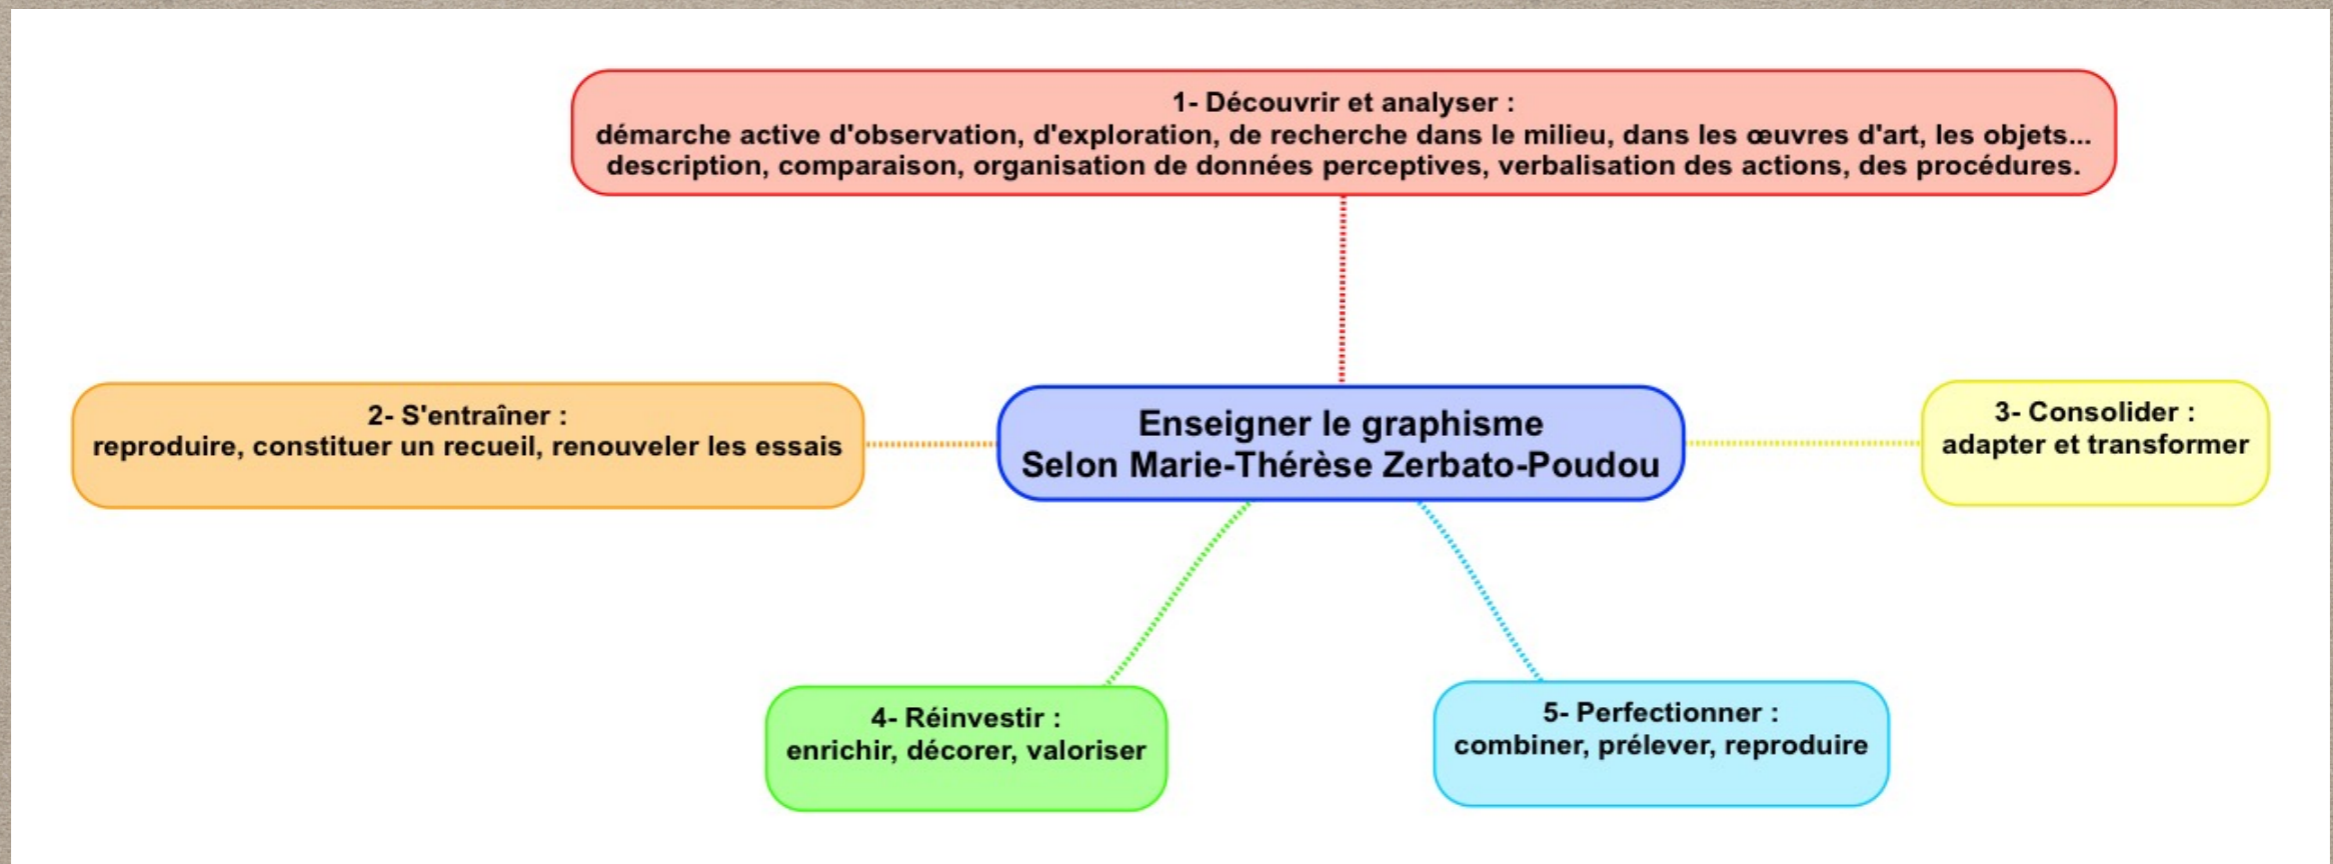 1- Découvrir et analyser :
démarche active d'observation, d'exploration, de recherche dans le milieu, dans les œuvres d'art, les objets...
description, comparaison, organisation de données perceptives, verbalisation des actions, des procédures.
2- S'entraîner :
reproduire, constituer un recueil, renouveler les essais
Enseigner le graphisme
Selon Marie-Thérèse Zerbato-Poudou
3- Consolider :
adapter et transformer
4- Réinvestir :
enrichir, décorer, valoriser
5- Perfectionner :
combiner, prélever, reproduire